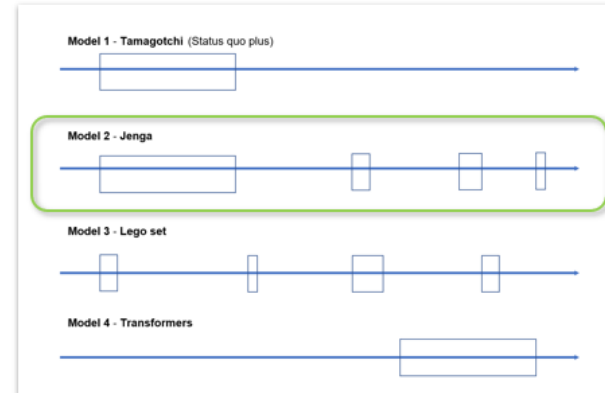 Model 1 - Tamagotchi (Status quo plus)
Model 2 - Jenga
Model 3 - Lego set
Model 4 - Transformers